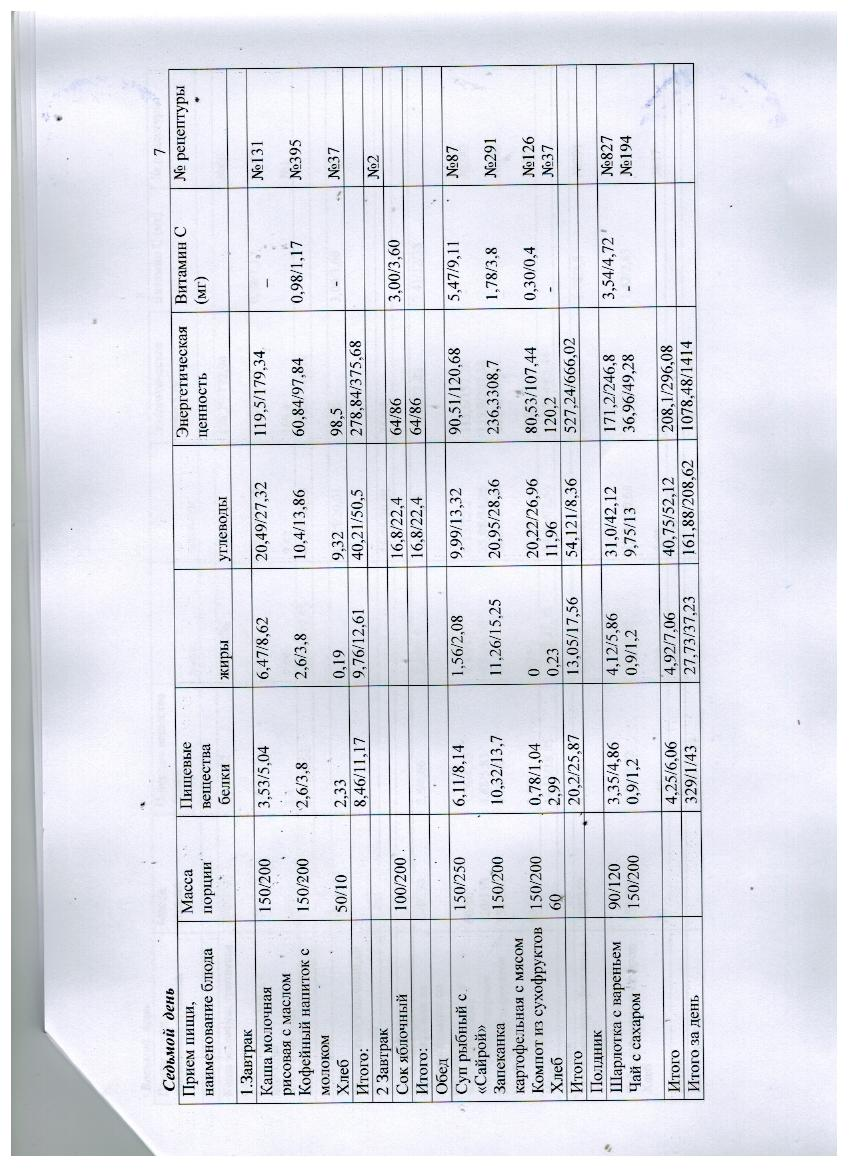 7
Седьмой день
Прием пищи, наименование блюда | Масса порции | Пищевые вещества белки | жиры | углеводы | Энергетическая ценность | Витамин С (мг) | № рецептуры
1.Завтрак
Каша молочная рисовая с маслом | 150/200 | 3,53/5,04 | 6,47/8,62 | 20,49/27,32 | 119,5/179,34 | – | №131
Кофейный напиток с молоком | 150/200 | 2,6/3,8 | 2,6/3,8 | 10,4/13,86 | 60,84/97,84 | 0,98/1,17 | №395
Хлеб | 50/10 | 2,33 | 0,19 | 9,32 | 98,5 | - | №37
Итого: | 8,46/11,17 | 9,76/12,61 | 40,21/50,5 | 278,84/375,68
2 Завтрак | №2
Сок яблочный | 100/200 | 16,8/22,4 | 64/86 | 3,00/3,60
Итого: | 16,8/22,4 | 64/86
Обед
Суп рыбный с «Сайрой» | 150/250 | 6,11/8,14 | 1,56/2,08 | 9,99/13,32 | 90,51/120,68 | 5,47/9,11 | №87
Запеканка картофельная с мясом | 150/200 | 10,32/13,7 | 11,26/15,25 | 20,95/28,36 | 236,3308,7 | 1,78/3,8 | №291
Компот из сухофруктов | 150/200 | 0,78/1,04 | 0 | 20,22/26,96 | 80,53/107,44 | 0,30/0,4 | №126
Хлеб | 60 | 2,99 | 0,23 | 11,96 | 120,2 | - | №37
Итого | 20,2/25,87 | 13,05/17,56 | 54,121/8,36 | 527,24/666,02
Полдник
Шарлотка с вареньем | 90/120 | 3,35/4,86 | 4,12/5,86 | 31,0/42,12 | 171,2/246,8 | 3,54/4,72 | №827
Чай с сахаром | 150/200 | 0,9/1,2 | 0,9/1,2 | 9,75/13 | 36,96/49,28 | - | №194
Итого | 4,25/6,06 | 4,92/7,06 | 40,75/52,12 | 208,1/296,08
Итого за день | 329/1/43 | 27,73/37,23 | 161,88/208,62 | 1078,48/1414